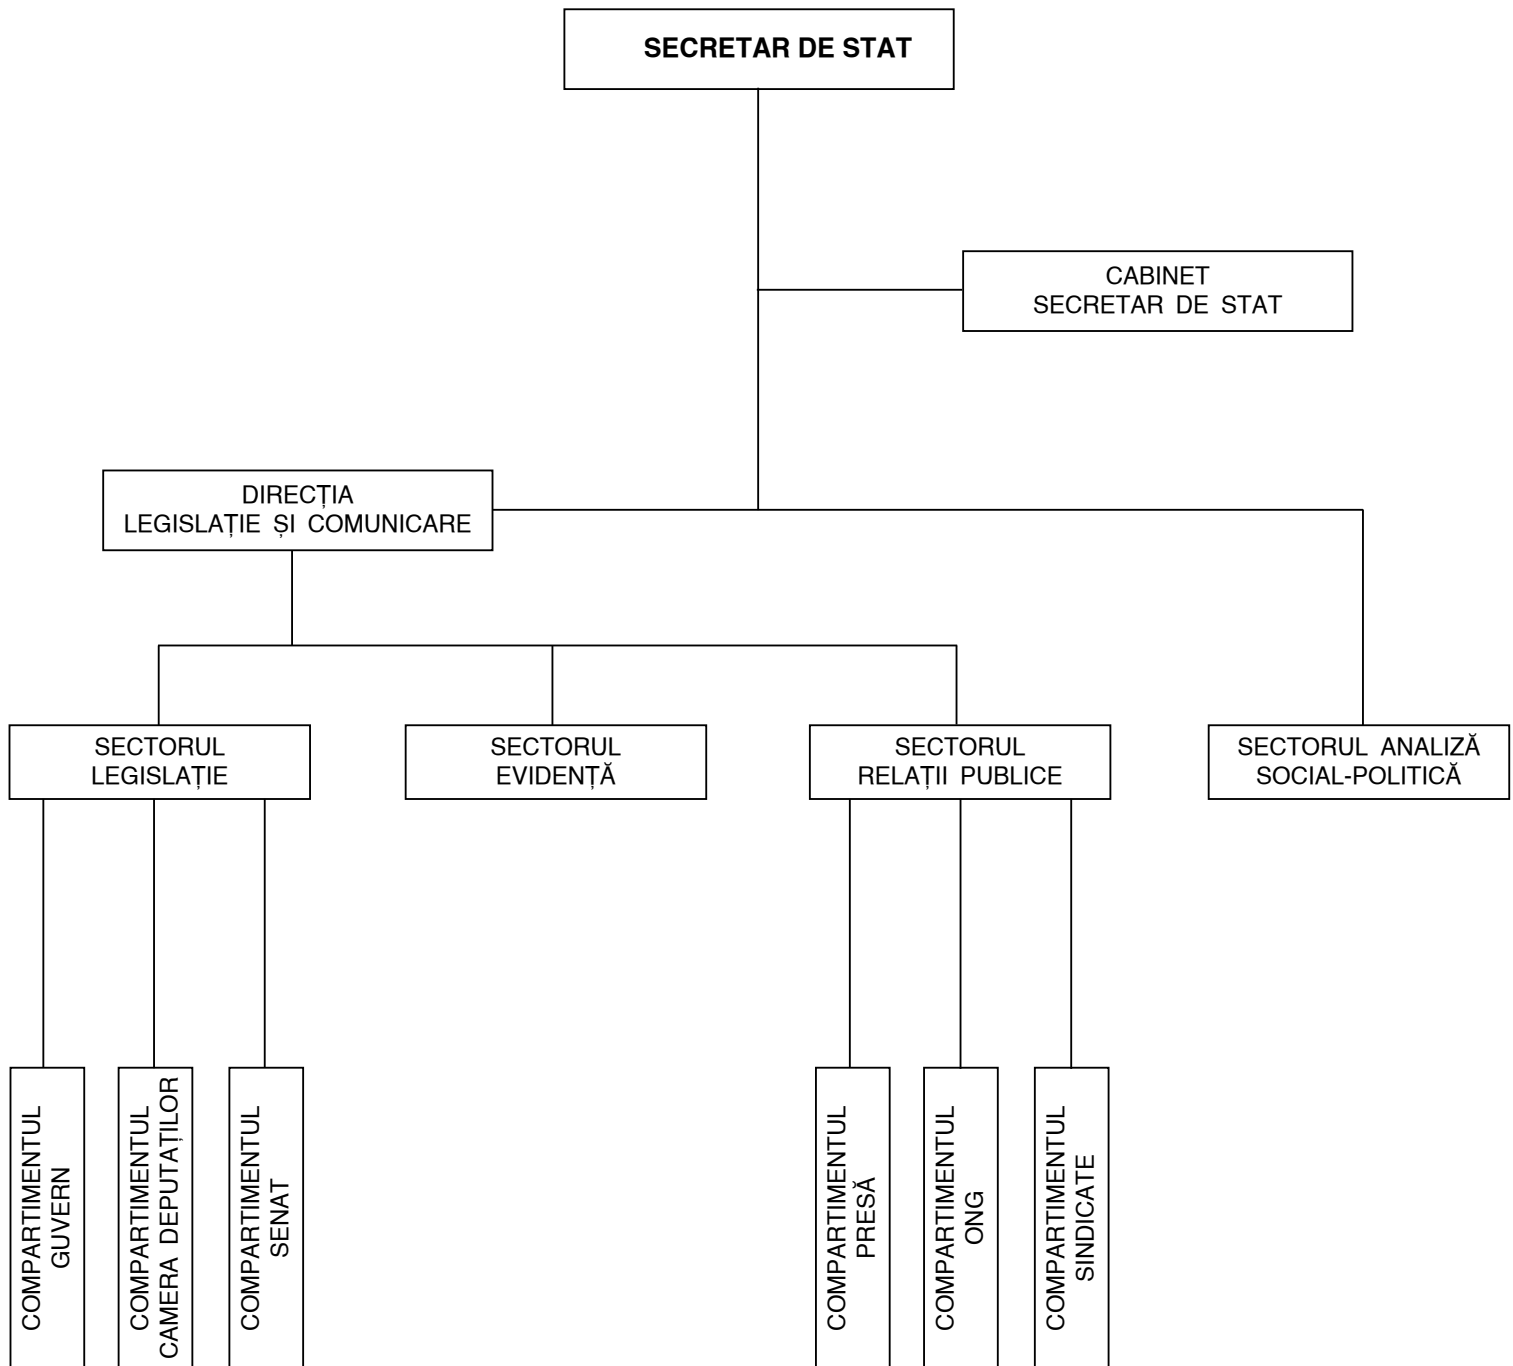 SECRETAR DE STAT
CABINET
SECRETAR DE STAT
DIRECȚIA
LEGISLAȚIE ȘI COMUNICARE
SECTORUL
LEGISLAȚIE
SECTORUL
EVIDENȚĂ
SECTORUL
RELAȚII PUBLICE
SECTORUL ANALIZĂ
SOCIAL-POLITICĂ
COMPARTIMENTUL
GUVERN
COMPARTIMENTUL
CAMERA DEPUTAȚILOR
COMPARTIMENTUL
SENAT
COMPARTIMENTUL
PRESĂ
COMPARTIMENTUL
ONG
COMPARTIMENTUL
SINDICATE